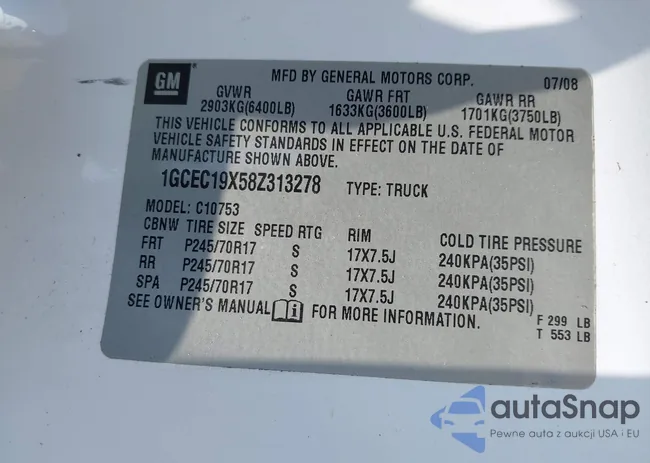 GM MFD BY GENERAL MOTORS CORP. 07/08
GVWR GAWR FRT GAWR RR
2903KG(6400LB) 1633KG(3600LB) 1701KG(3750LB)
THIS VEHICLE CONFORMS TO ALL APPLICABLE U.S. FEDERAL MOTOR
VEHICLE SAFETY STANDARDS IN EFFECT ON THE DATE OF
MANUFACTURE SHOWN ABOVE.
1GCEC19X58Z313278 TYPE: TRUCK
MODEL: C10753
CBNW TIRE SIZE SPEED RTG RIM COLD TIRE PRESSURE
FRT P245/70R17 S 17X7.5J 240KPA(35PSI)
RR P245/70R17 S 17X7.5J 240KPA(35PSI)
SPA P245/70R17 S 17X7.5J 240KPA(35PSI)
SEE OWNER'S MANUAL i FOR MORE INFORMATION.
F 299 LB
T 553 LB
autaSnap
Pewne auta z aukcji USA i EU